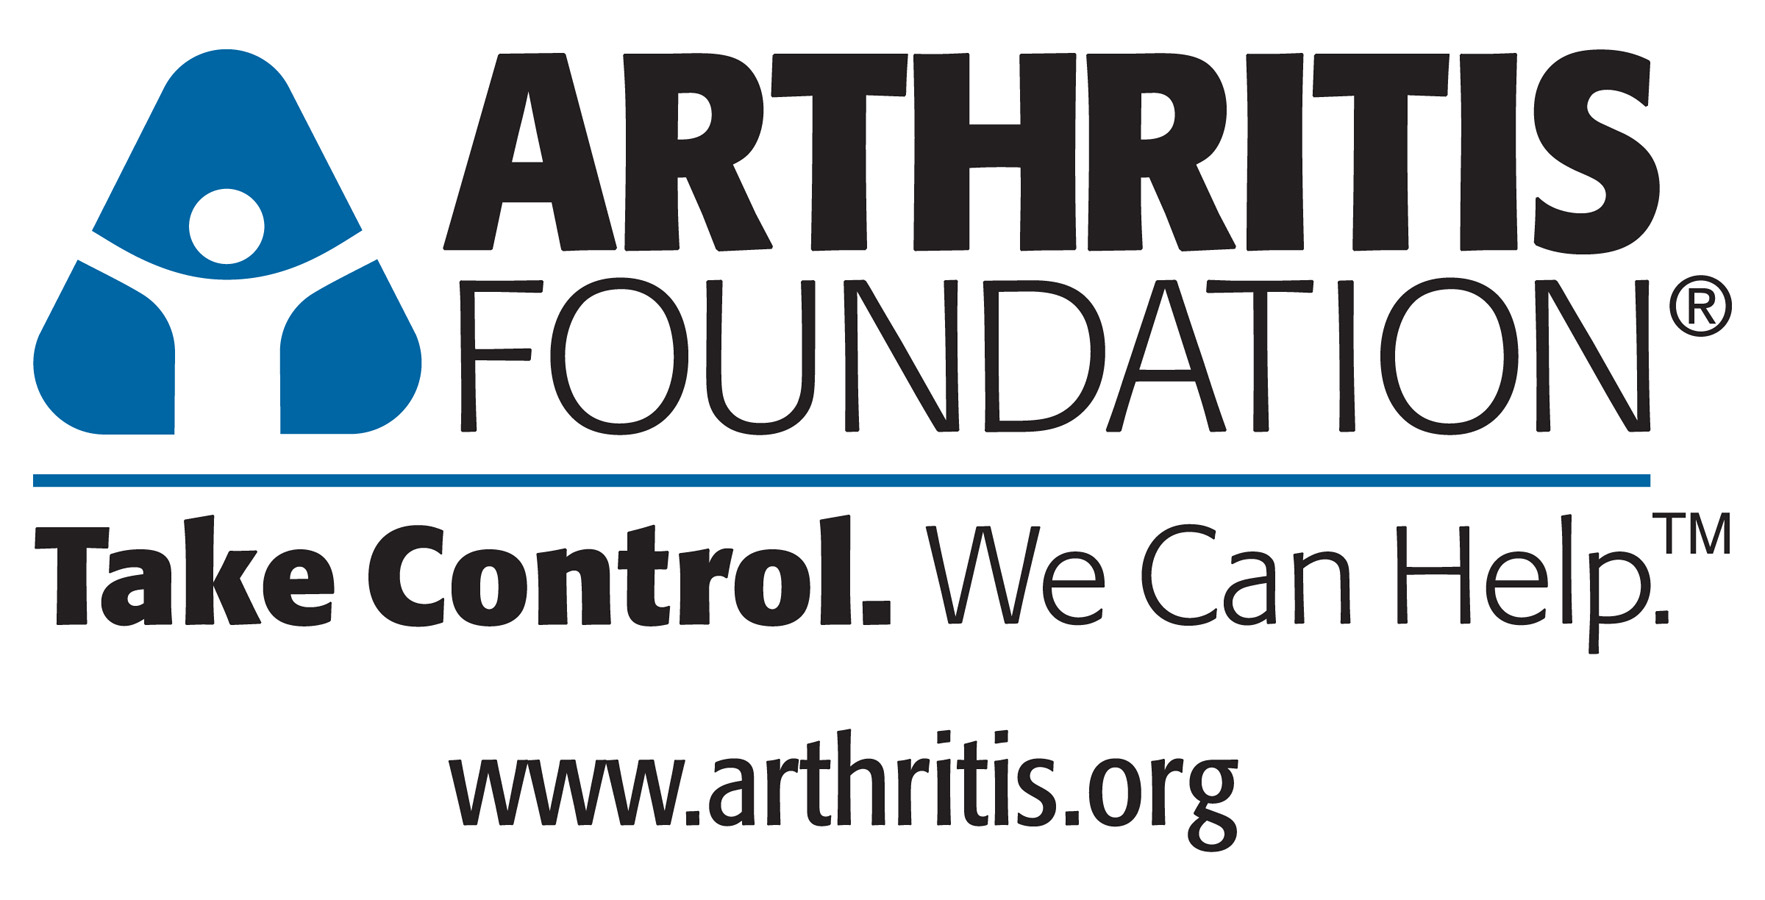 ARTHRITIS
FOUNDATION®
Take Control. We Can Help.™
www.arthritis.org